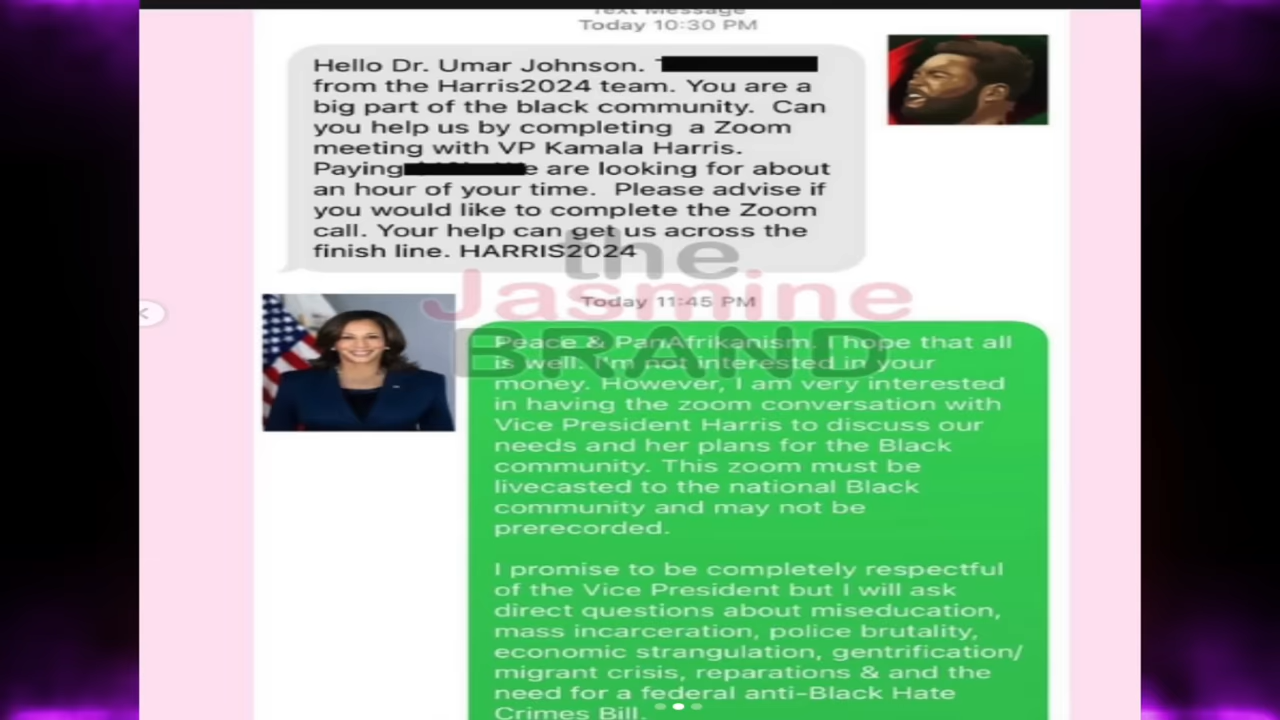 Text Message
Today 10:30 PM
Hello Dr. Umar Johnson.
from the Harris2024 team. You are a
big part of the black community. Can
you help us by completing a Zoom
meeting with VP Kamala Harris.
Paying e are looking for about
an hour of your time. Please advise if
you would like to complete the Zoom
call. Your help can get us across the
finish line. HARRIS2024
the
Jasmine
BRAND
Today 11:45 PM
Peace & PanAfrikanism. I hope that all
is well. I'm not interested in your
money. However, I am very interested
in having the zoom conversation with
Vice President Harris to discuss our
needs and her plans for the Black
community. This zoom must be
livecasted to the national Black
community and may not be
prerecorded.
I promise to be completely respectful
of the Vice President but I will ask
direct questions about miseducation,
mass incarceration, police brutality,
economic strangulation, gentrification/
migrant crisis, reparations & and the
need for a federal anti-Black Hate
Crimes Bill.